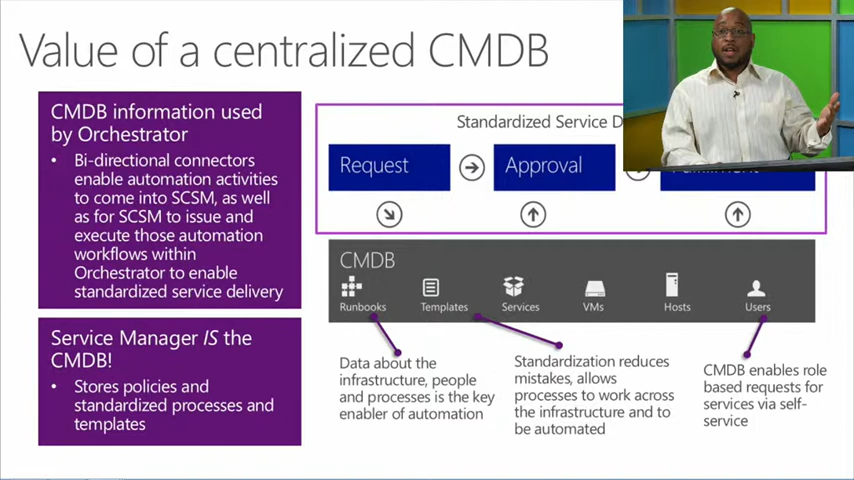 Value of a centralized CMDB
CMDB information used
by Orchestrator
• Bi-directional connectors
enable automation activities
to come into SCSM, as well
as for SCSM to issue and
execute those automation
workflows within
Orchestrator to enable
standardized service delivery
Service Manager IS the
CMDB!
• Stores policies and
standardized processes and
templates
Standardized Service D
Request
Approval
CMDB
Runbooks
Templates
Services
VMs
Hosts
Users
Data about the
infrastructure, people
and processes is the key
enabler of automation
Standardization reduces
mistakes, allows
processes to work across
the infrastructure and to
be automated
CMDB enables role
based requests for
services via self-
service